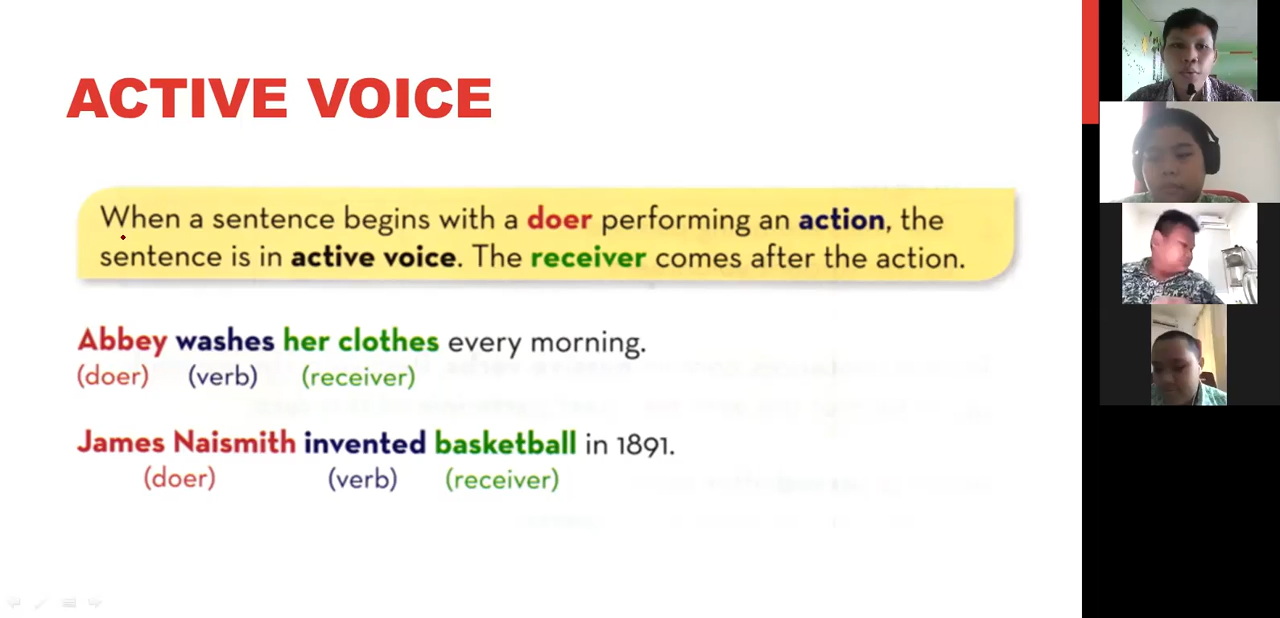 ACTIVE VOICE
When a sentence begins with a doer performing an action, the
sentence is in active voice. The receiver comes after the action.
Abbey washes her clothes every morning.
(doer) (verb) (receiver)
James Naismith invented basketball in 1891.
(doer) (verb) (receiver)